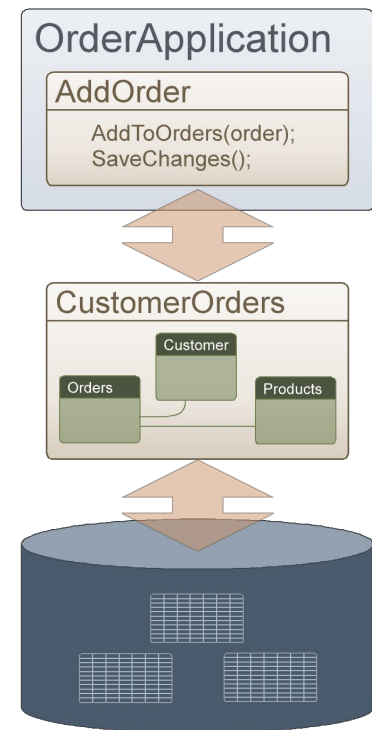 OrderApplication
AddOrder
AddToOrders(order);
SaveChanges();
CustomerOrders
Customer
Orders
Products